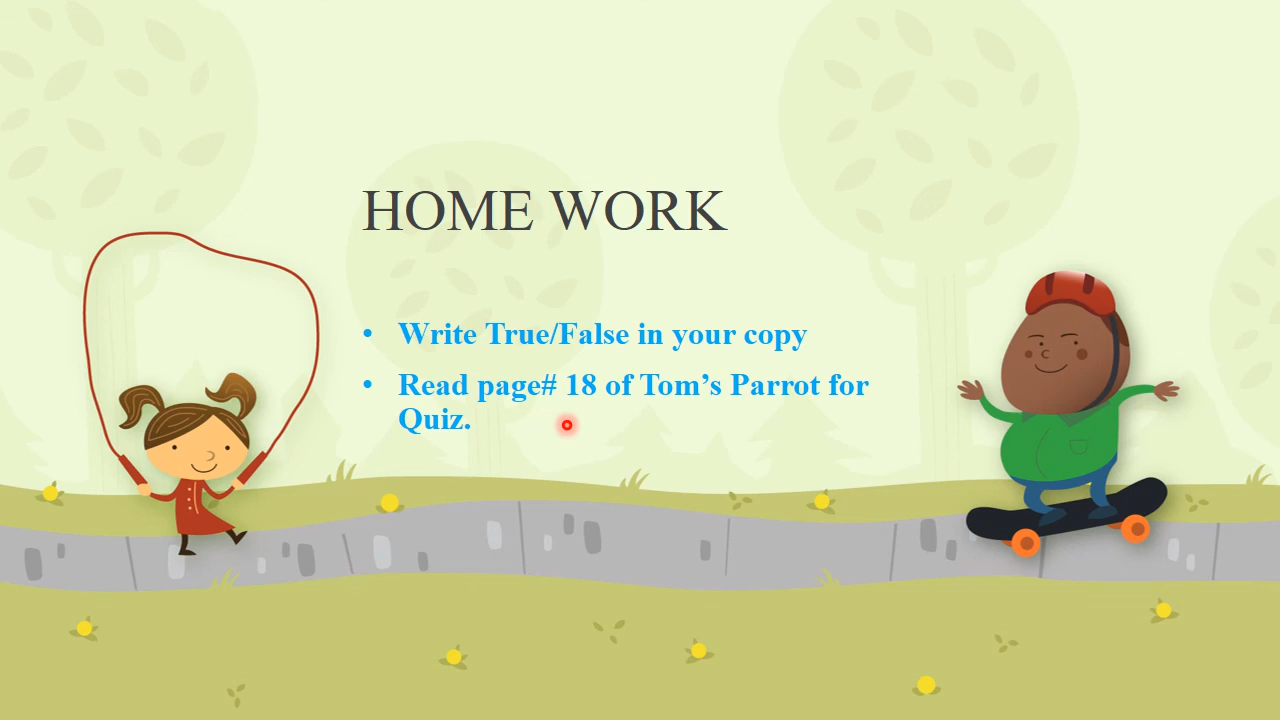 HOME WORK
• Write True/False in your copy
• Read page# 18 of Tom’s Parrot for
Quiz.